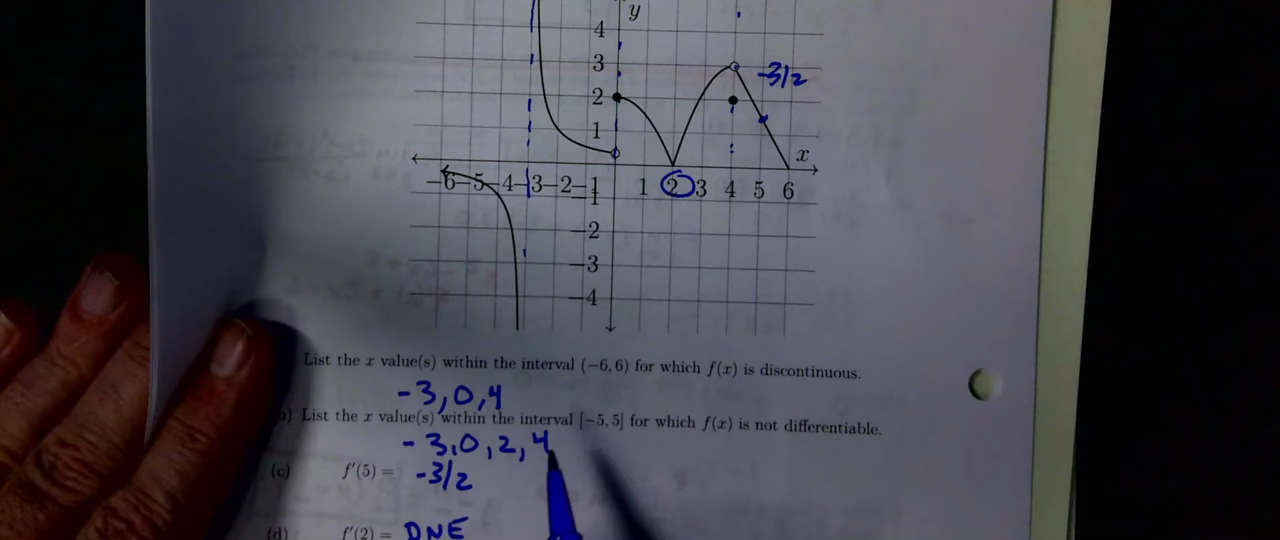 y
4
3
-3/2
2
1
x
-6 -5 -4 -3 -2 -1 1 2 3 4 5 6
-1
-2
-3
-4
List the x value(s) within the interval (−6, 6) for which f(x) is discontinuous.
-3,0,4
b) List the x value(s) within the interval [−5, 5] for which f(x) is not differentiable.
-3,0,2,4
(c) f′(5) = -3/2
(d) f′(2) = DNE